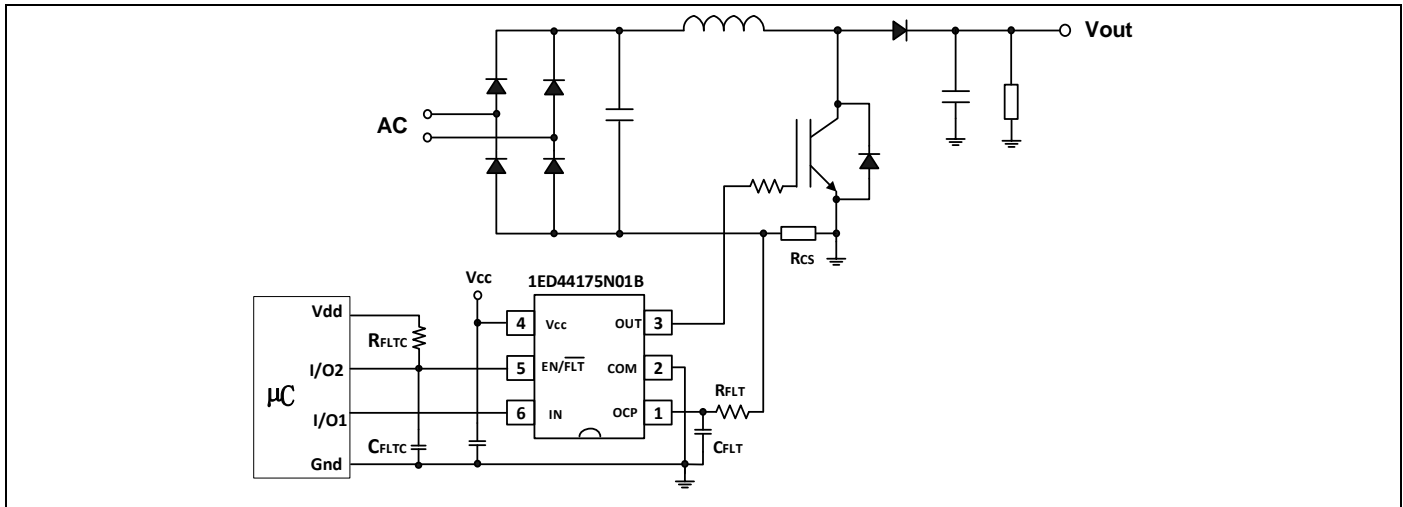 Vout
AC
RCS
Vcc
1ED44175N01B
Vdd
4 Vcc OUT 3
RFLTC
I/O2
5 EN/FLT COM 2
μC
RFLT
I/O1
6 IN OCP 1
CFLTC
CFLT
Gnd